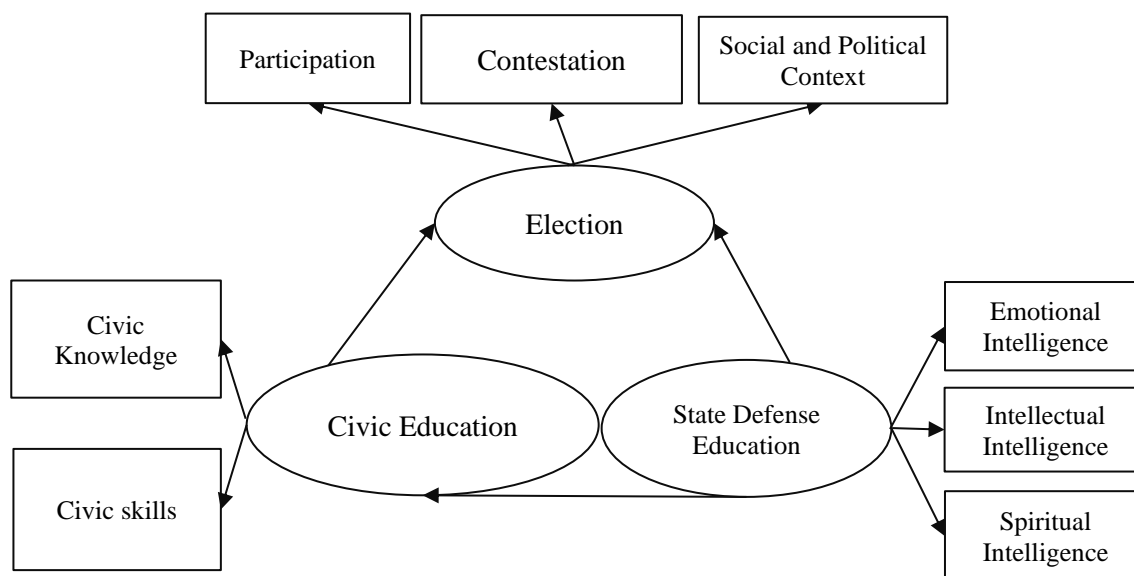 Participation
Contestation
Social and Political
Context
Election
Civic
Knowledge
Emotional
Intelligence
Civic Education
State Defense
Education
Intellectual
Intelligence
Civic skills
Spiritual
Intelligence